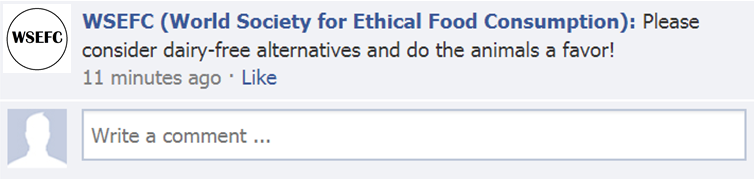 WSEFC
WSEFC (World Society for Ethical Food Consumption): Please
consider dairy-free alternatives and do the animals a favor!
11 minutes ago · Like
Write a comment ...